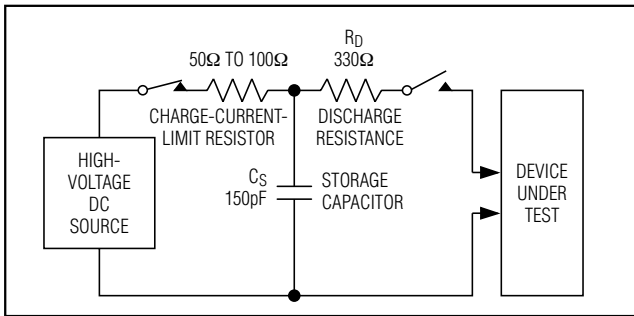 50Ω TO 100Ω
CHARGE-CURRENT-
LIMIT RESISTOR
RD
330Ω
DISCHARGE
RESISTANCE
HIGH-
VOLTAGE
DC
SOURCE
CS
150pF
STORAGE
CAPACITOR
DEVICE
UNDER
TEST